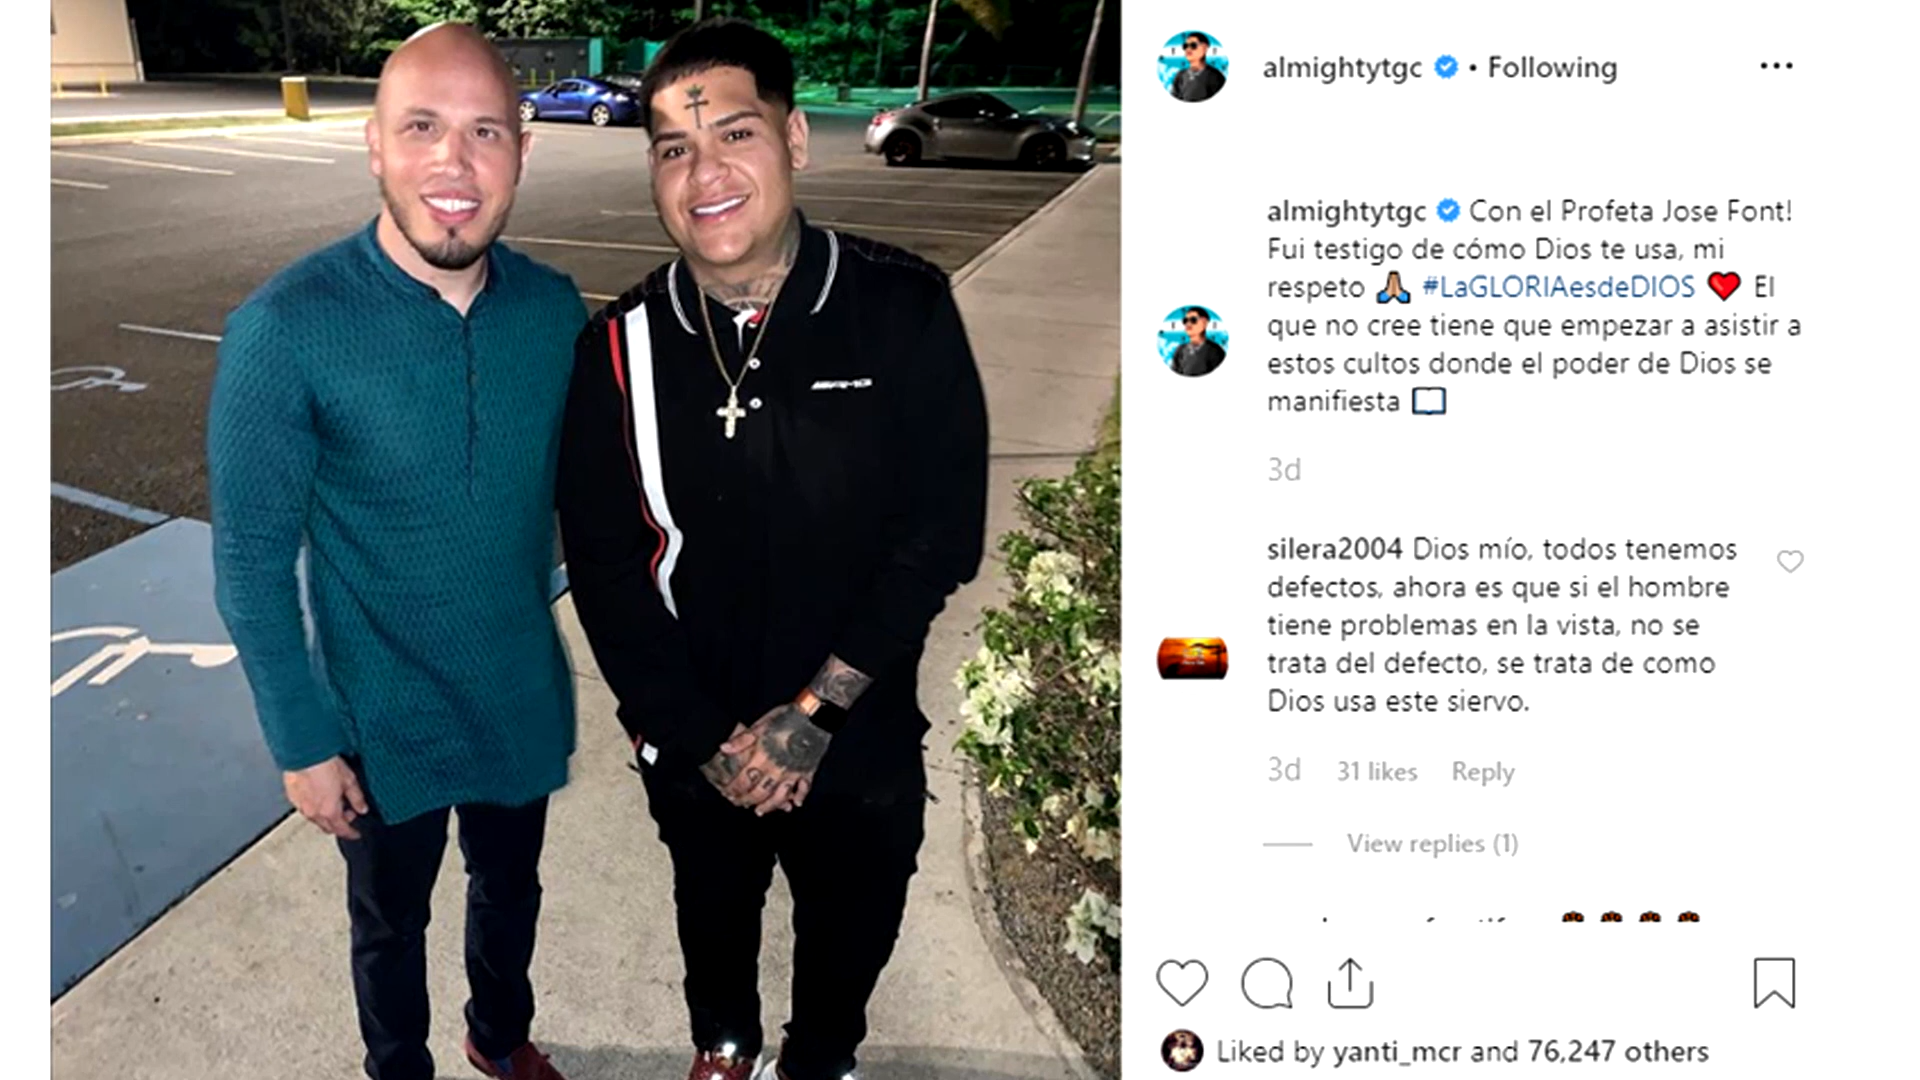 almightytgc • Following
almightytgc Con el Profeta Jose Font!
Fui testigo de cómo Dios te usa, mi
respeto 🙏🏽 #LaGLORIAesdeDIOS ❤️ El
que no cree tiene que empezar a asistir a
estos cultos donde el poder de Dios se
manifiesta 📖
3d
silera2004 Dios mío, todos tenemos
defectos, ahora es que si el hombre
tiene problemas en la vista, no se
trata del defecto, se trata de como
Dios usa este siervo.
3d 31 likes Reply
View replies (1)
Liked by yanti_mcr and 76,247 others